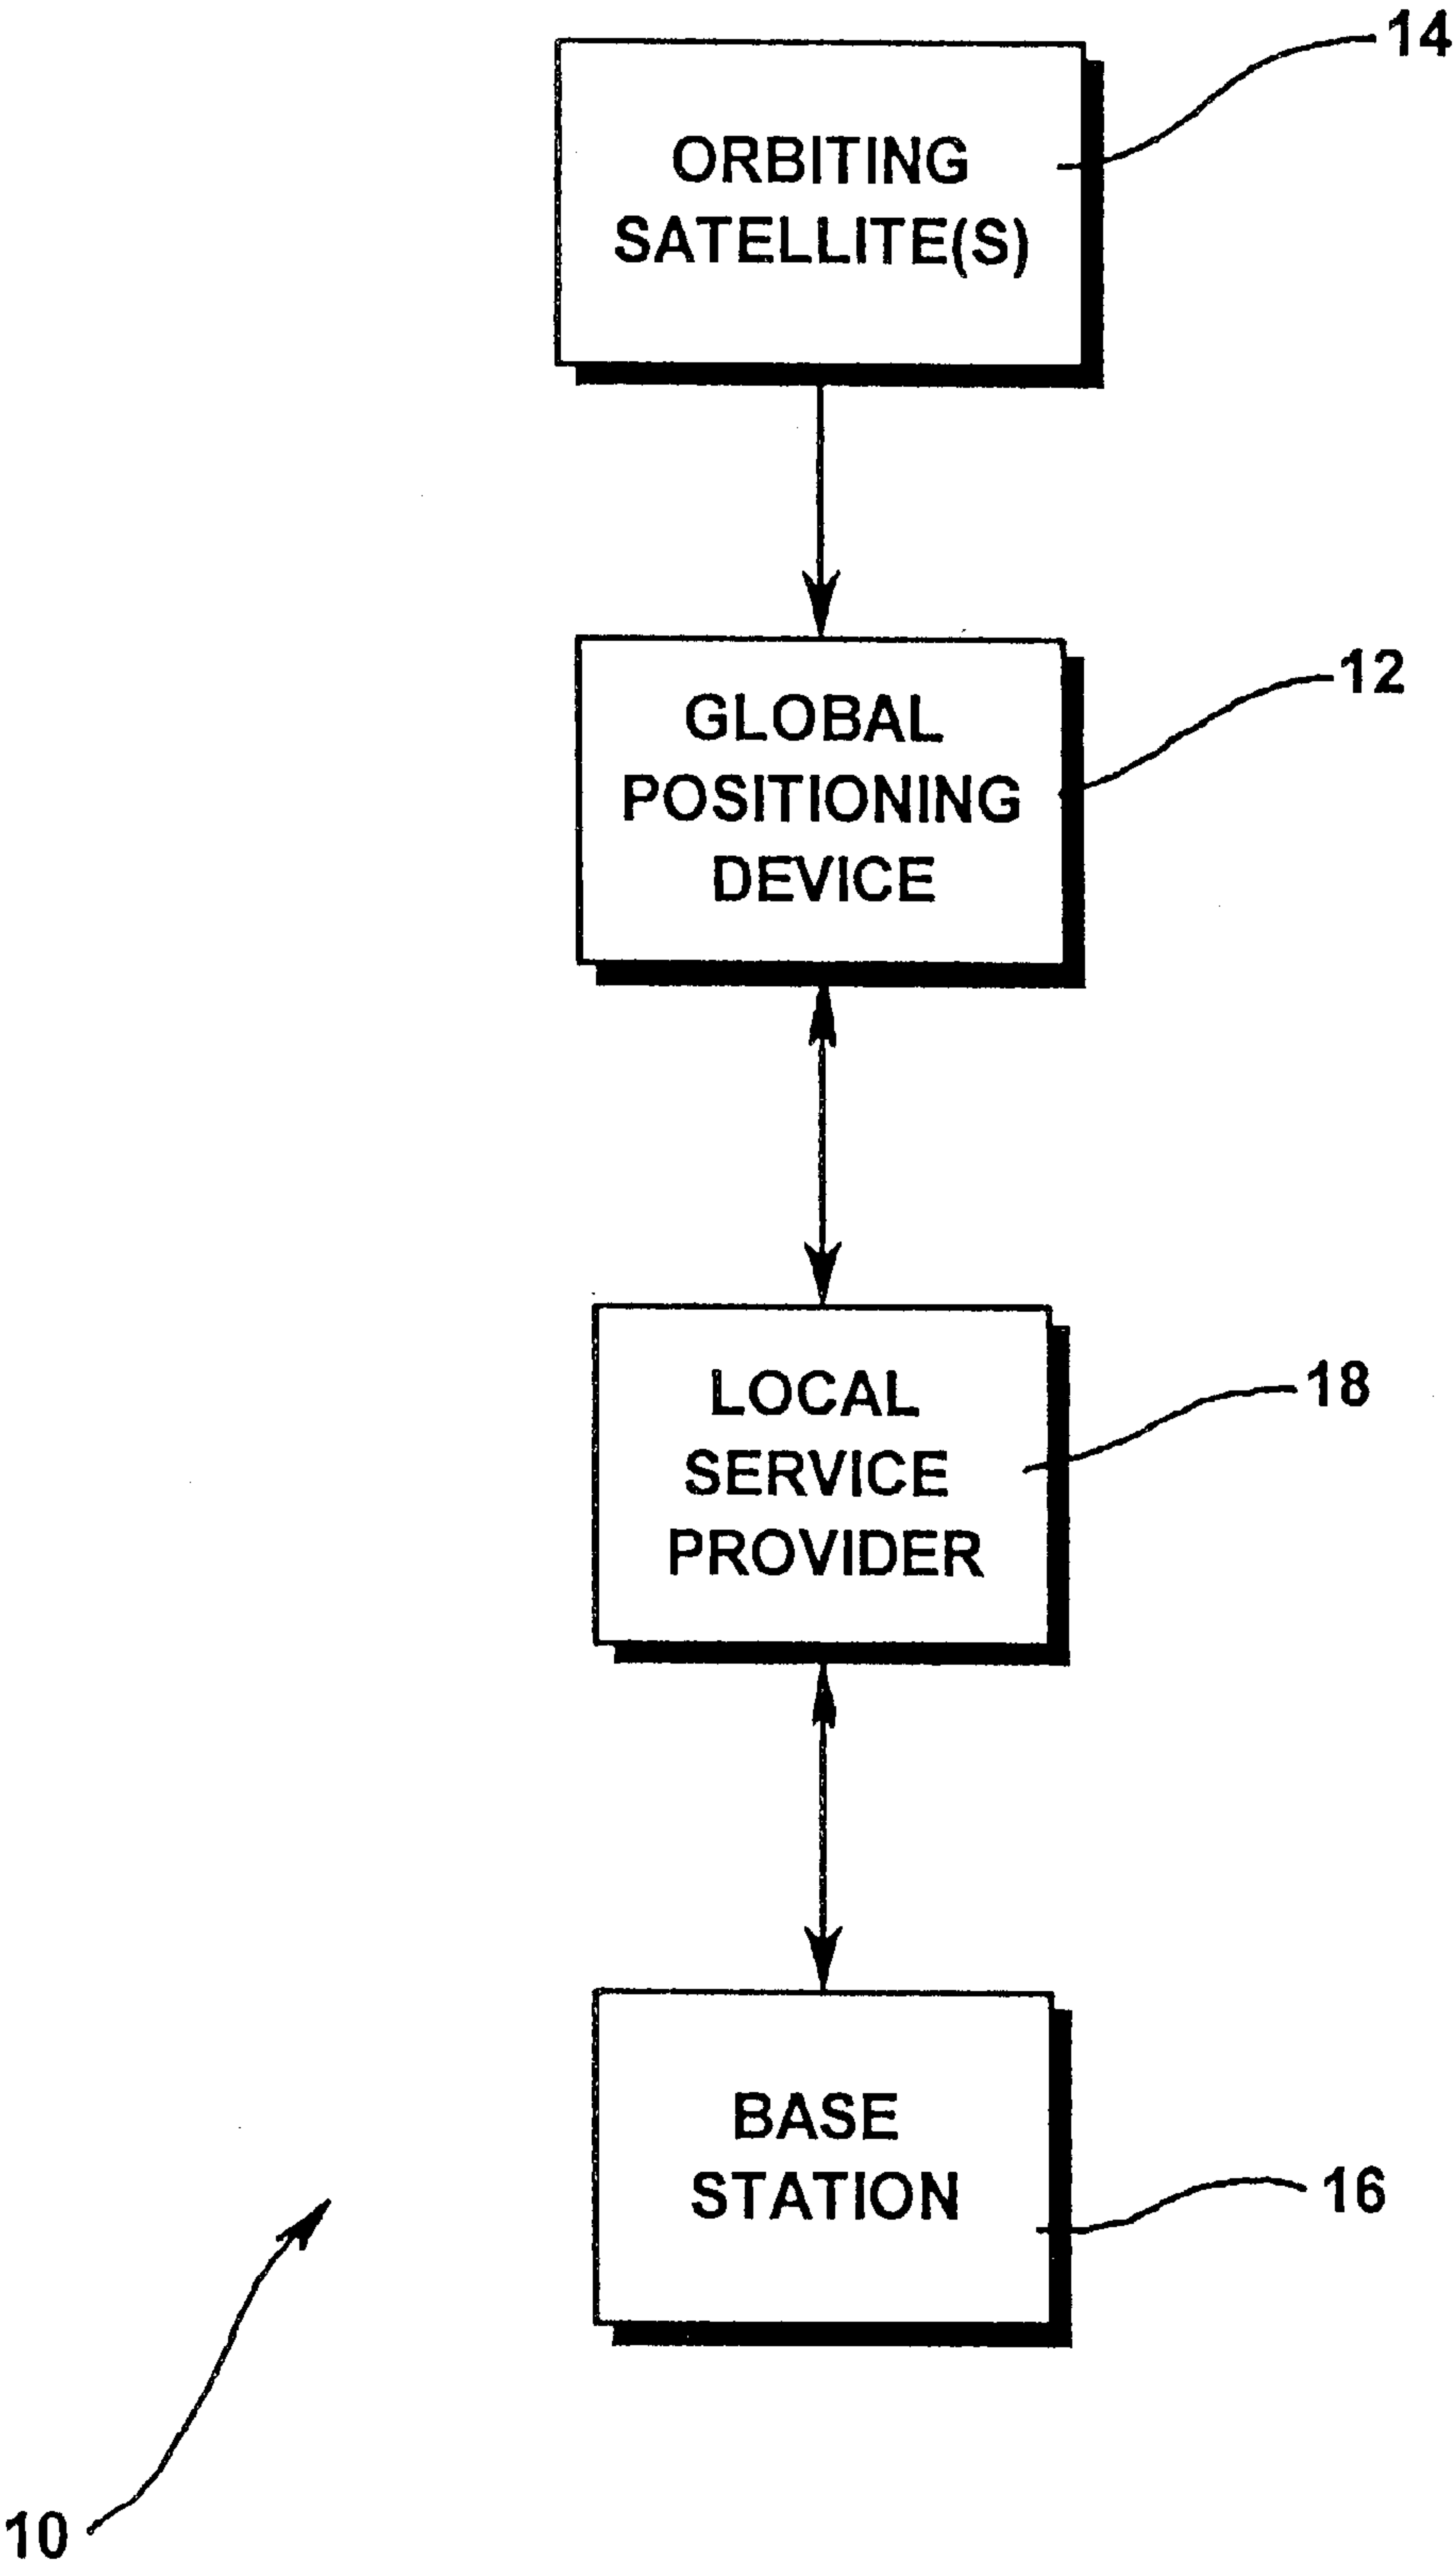 14
ORBITING
SATELLITE(S)
12
GLOBAL
POSITIONING
DEVICE
18
LOCAL
SERVICE
PROVIDER
BASE
STATION
16
10